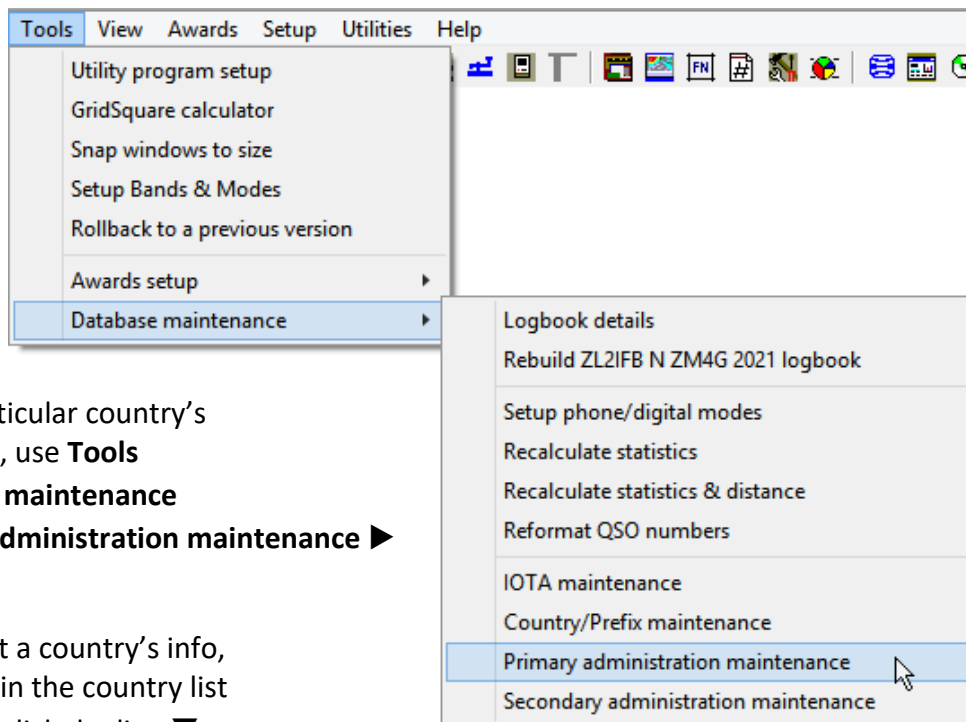 Tools View Awards Setup Utilities Help
FN #
Utility program setup
GridSquare calculator
Snap windows to size
Setup Bands & Modes
Rollback to a previous version
Awards setup
Database maintenance
Logbook details
Rebuild ZL2IFB N ZM4G 2021 logbook
Setup phone/digital modes
Recalculate statistics
Recalculate statistics & distance
Reformat QSO numbers
IOTA maintenance
Country/Prefix maintenance
Primary administration maintenance
Secondary administration maintenance
ticular country's
, use Tools
maintenance
dministration maintenance ▶
t a country's info,
in the country list